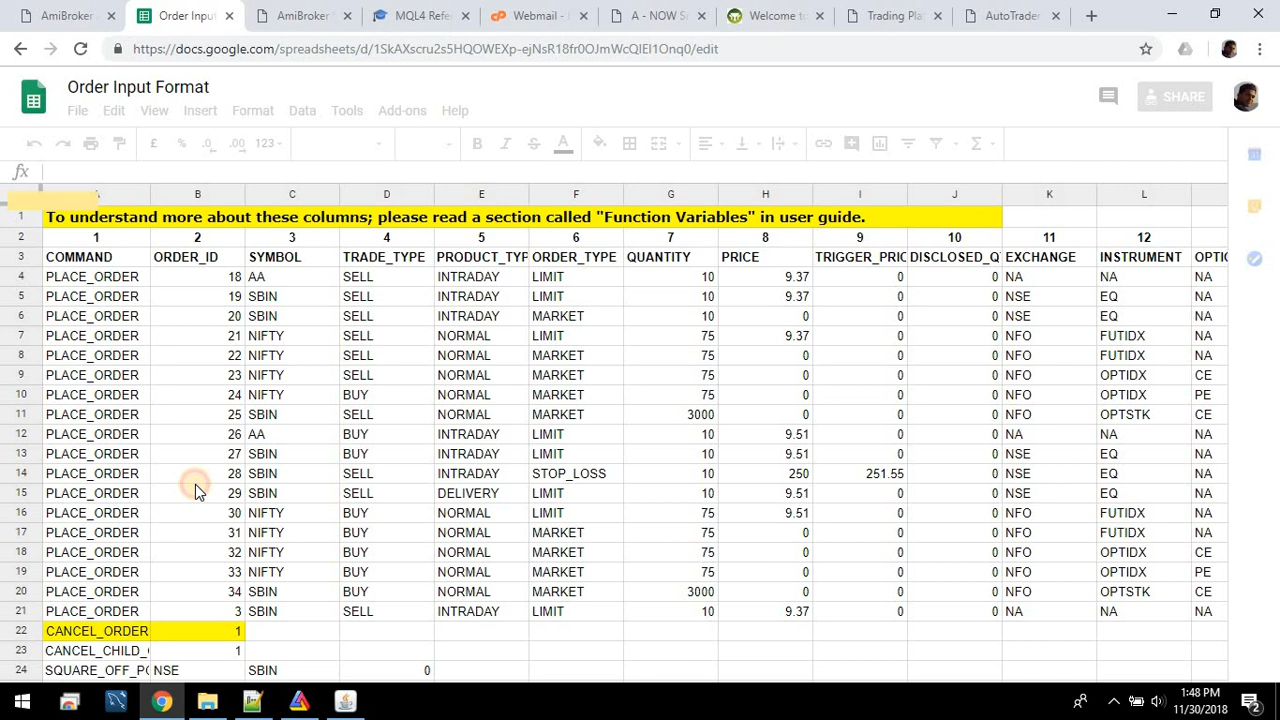 AmiBroker
Order Input
AmiBroker
MQL4 Refe
Webmail -
A - NOW S
Welcome to
Trading Pla
AutoTrader
https://docs.google.com/spreadsheets/d/1SkAXscru2s5HQOWEXp-ejNsR18fr0OJmWcQlEl1Onq0/edit
Order Input Format
File Edit View Insert Format Data Tools Add-ons Help
SHARE
£ % .0 .00 123
B A
fx
A B C D E F G H I J K L
1 To understand more about these columns; please read a section called "Function Variables" in user guide.
2 1 2 3 4 5 6 7 8 9 10 11 12
3 COMMAND ORDER_ID SYMBOL TRADE_TYPE PRODUCT_TYP ORDER_TYPE QUANTITY PRICE TRIGGER_PRIC DISCLOSED_Q EXCHANGE INSTRUMENT OPTIO
4 PLACE_ORDER 18 AA SELL INTRADAY LIMIT 10 9.37 0 0 NA NA NA
5 PLACE_ORDER 19 SBIN SELL INTRADAY LIMIT 10 9.37 0 0 NSE EQ NA
6 PLACE_ORDER 20 SBIN SELL INTRADAY MARKET 10 0 0 0 NSE EQ NA
7 PLACE_ORDER 21 NIFTY SELL NORMAL LIMIT 75 9.37 0 0 NFO FUTIDX NA
8 PLACE_ORDER 22 NIFTY SELL NORMAL MARKET 75 0 0 0 NFO FUTIDX NA
9 PLACE_ORDER 23 NIFTY SELL NORMAL MARKET 75 0 0 0 NFO OPTIDX CE
10 PLACE_ORDER 24 NIFTY BUY NORMAL MARKET 75 0 0 0 NFO OPTIDX PE
11 PLACE_ORDER 25 SBIN SELL NORMAL MARKET 3000 0 0 0 NFO OPTSTK CE
12 PLACE_ORDER 26 AA BUY INTRADAY LIMIT 10 9.51 0 0 NA NA NA
13 PLACE_ORDER 27 SBIN BUY INTRADAY LIMIT 10 9.51 0 0 NSE EQ NA
14 PLACE_ORDER 28 SBIN SELL INTRADAY STOP_LOSS 10 250 251.55 0 NSE EQ NA
15 PLACE_ORDER 29 SBIN SELL DELIVERY LIMIT 10 9.51 0 0 NSE EQ NA
16 PLACE_ORDER 30 NIFTY BUY NORMAL LIMIT 75 9.51 0 0 NFO FUTIDX NA
17 PLACE_ORDER 31 NIFTY BUY NORMAL MARKET 75 0 0 0 NFO FUTIDX NA
18 PLACE_ORDER 32 NIFTY BUY NORMAL MARKET 75 0 0 0 NFO OPTIDX CE
19 PLACE_ORDER 33 NIFTY BUY NORMAL MARKET 75 0 0 0 NFO OPTIDX PE
20 PLACE_ORDER 34 SBIN BUY NORMAL MARKET 3000 0 0 0 NFO OPTSTK CE
21 PLACE_ORDER 3 SBIN SELL INTRADAY LIMIT 10 9.37 0 0 NA NA NA
22 CANCEL_ORDER 1
23 CANCEL_CHILD_ 1
24 SQUARE_OFF_PO NSE SBIN 0
1:48 PM
11/30/2018
2